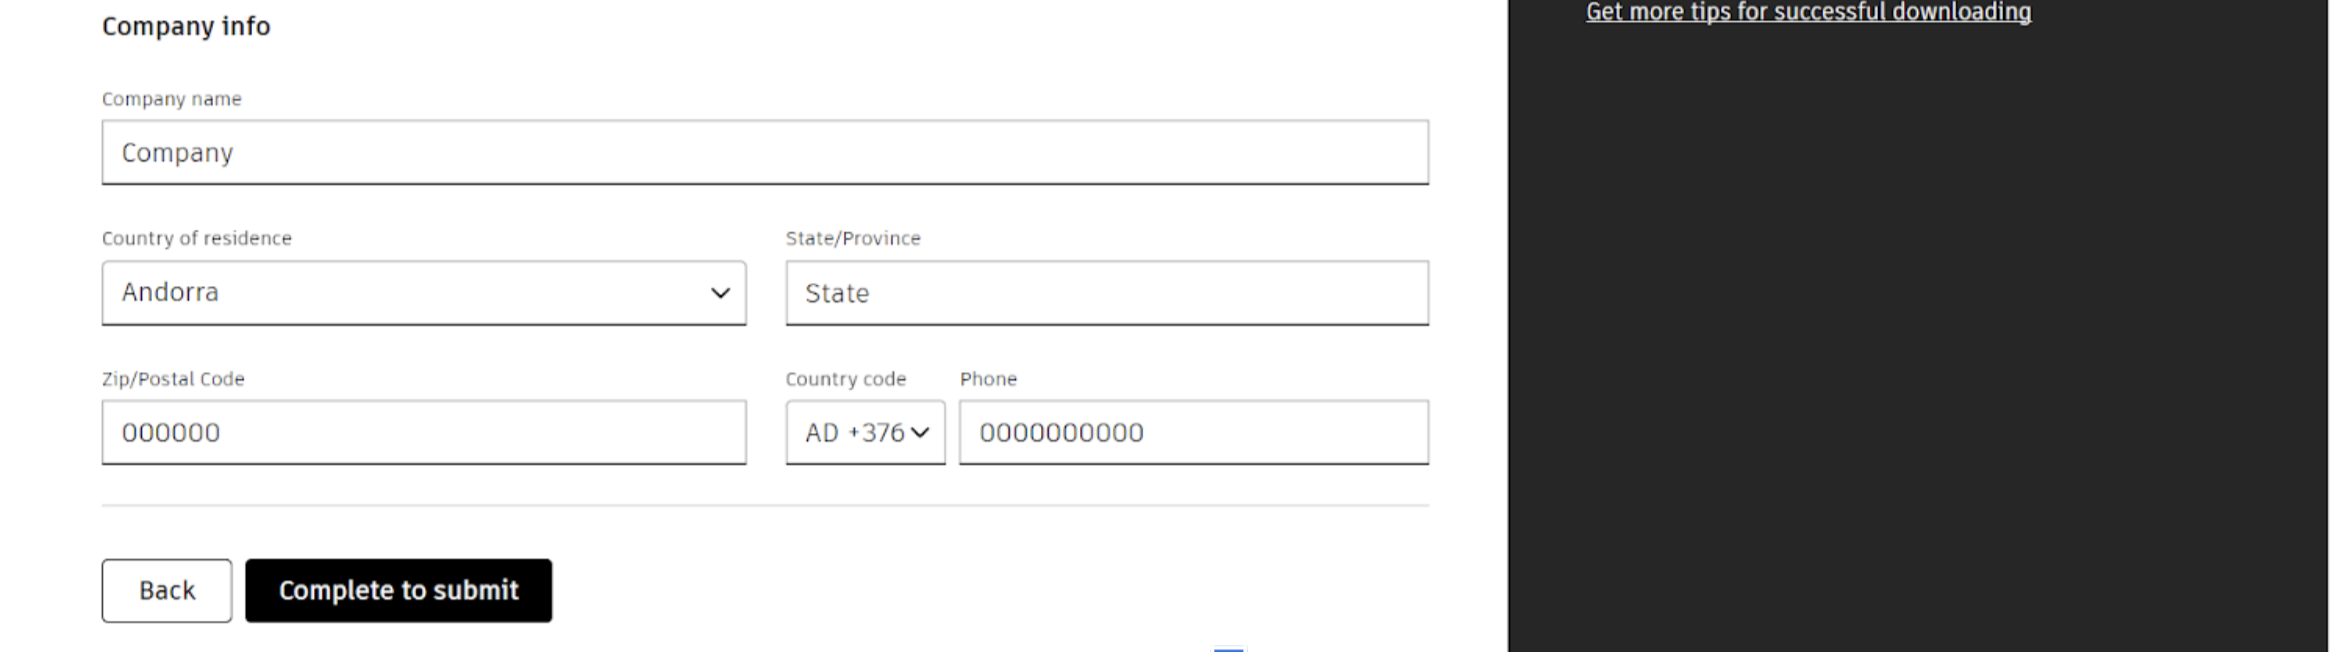 Company info
Get more tips for successful downloading
Company name
Company
Country of residence
State/Province
Andorra
State
Zip/Postal Code
Country code
Phone
000000
AD +376
0000000000
Back
Complete to submit